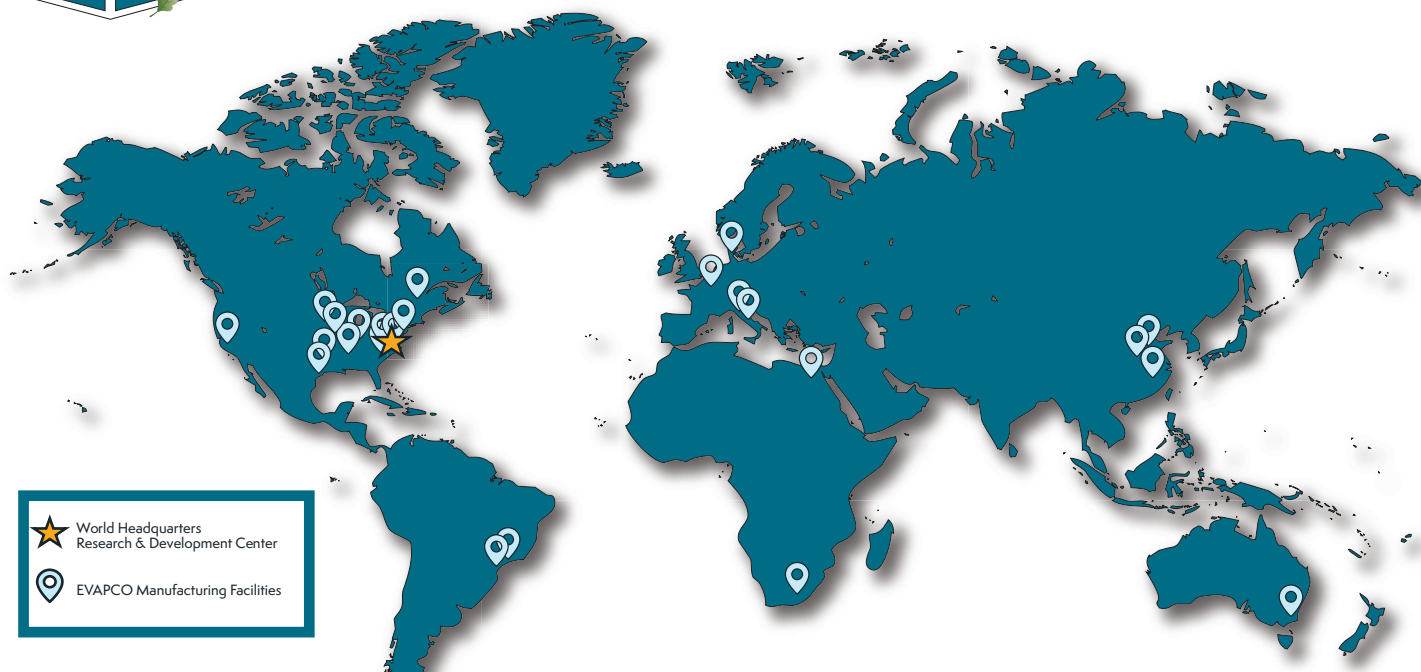 World Headquarters
Research & Development Center
EVAPCO Manufacturing Facilities